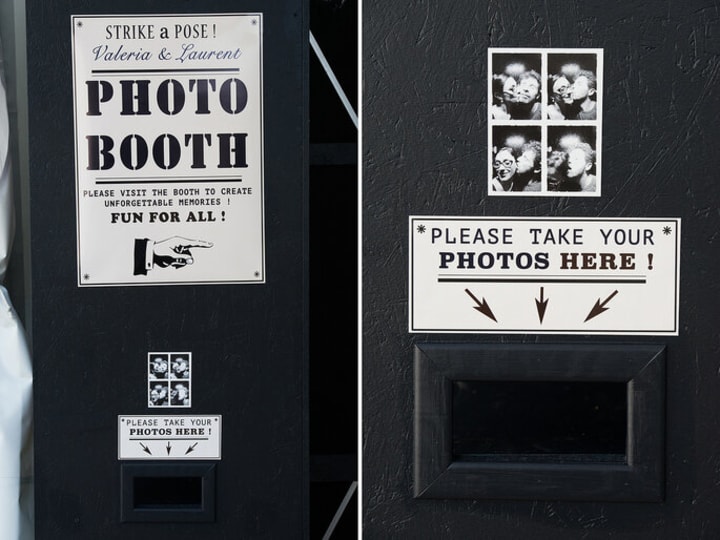 STRIKE a POSE !
Valeria & Laurent
PHOTO
BOOTH
PLEASE VISIT THE BOOTH TO CREATE
UNFORGETTABLE MEMORIES !
FUN FOR ALL !
PLEASE TAKE YOUR
PHOTOS HERE !
PLEASE TAKE YOUR
PHOTOS HERE !